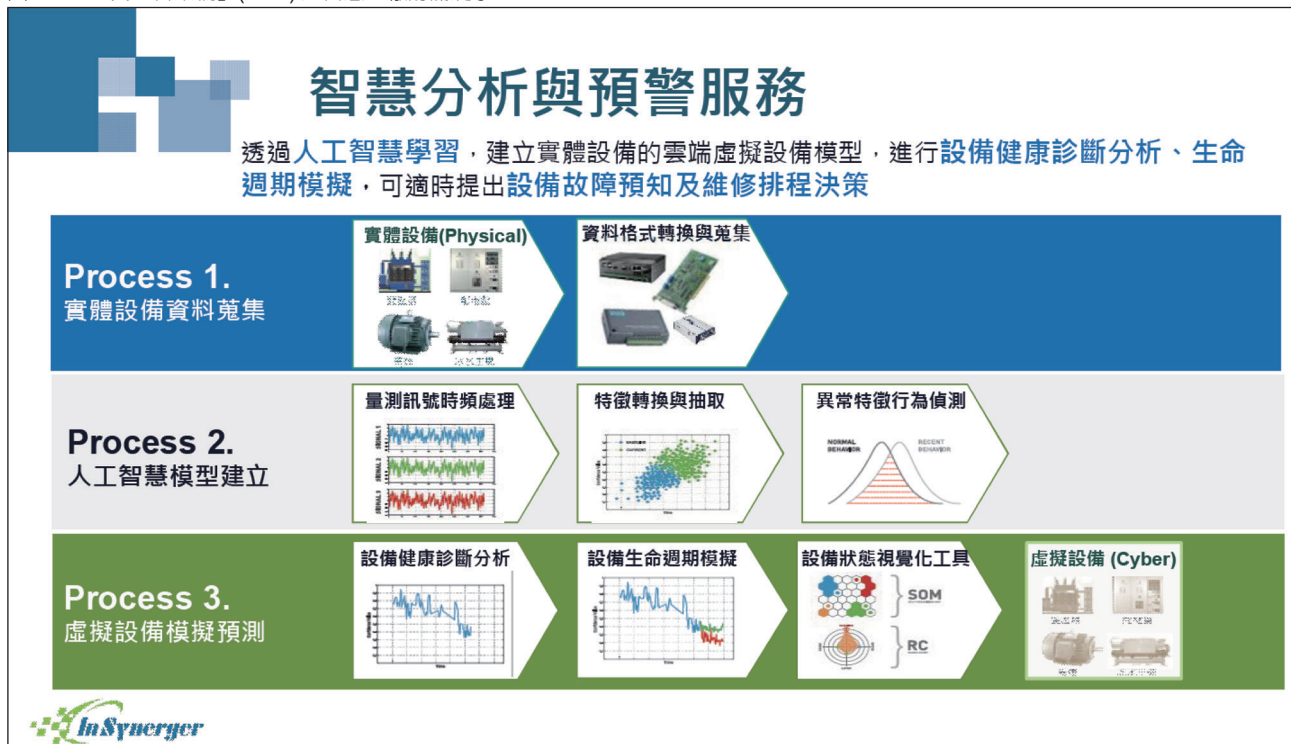 智慧分析與預警服務
透過人工智慧學習，建立實體設備的雲端虛擬設備模型，進行設備健康診斷分析、生命
週期模擬，可適時提出設備故障預知及維修排程決策
Process 1.
實體設備資料蒐集
實體設備(Physical)
資料格式轉換與蒐集
Process 2.
人工智慧模型建立
量測訊號時頻處理
SIGNAL 1
SIGNAL 2
SIGNAL 3
特徵轉換與抽取
異常特徵行為偵測
NORMAL
BEHAVIOR
RECENT
BEHAVIOR
Process 3.
虛擬設備模擬預測
設備健康診斷分析
設備生命週期模擬
設備狀態視覺化工具
SOM
RC
虛擬設備 (Cyber)
InSynerger